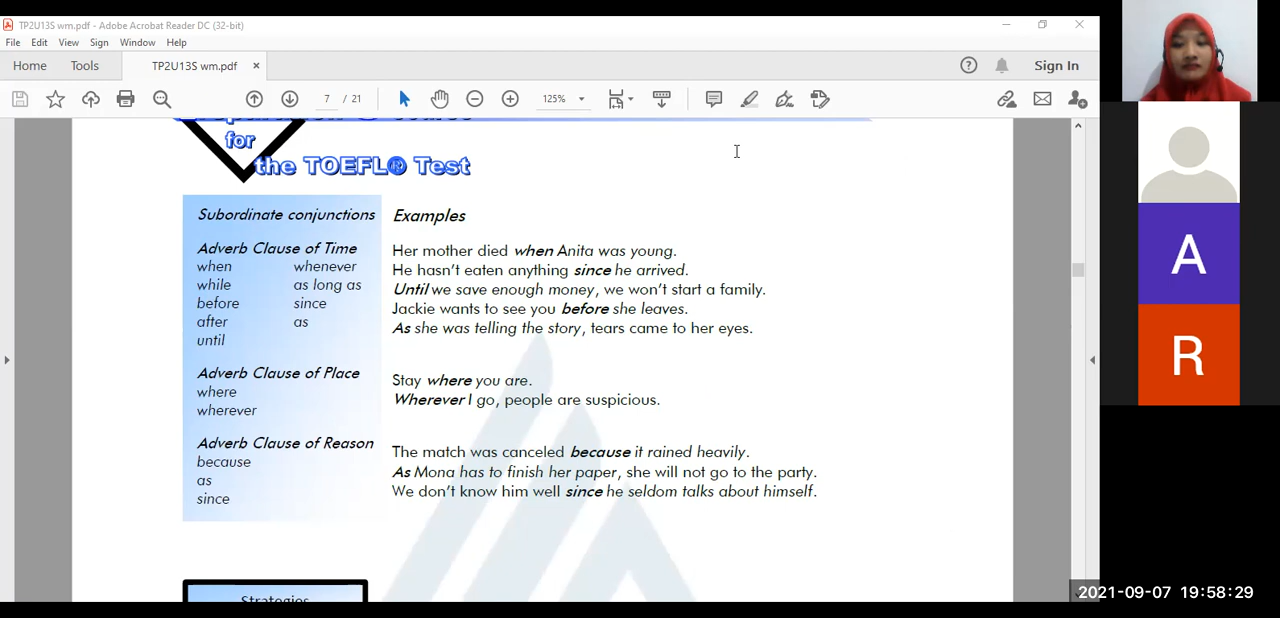 TP2U13S wm.pdf - Adobe Acrobat Reader DC (32-bit)
File Edit View Sign Window Help
Home Tools TP2U13S wm.pdf × Sign In
7 / 21 125%
for
the TOEFL® Test
Subordinate conjunctions Examples
Adverb Clause of Time Her mother died when Anita was young.
when whenever He hasn't eaten anything since he arrived.
while as long as Until we save enough money, we won't start a family.
before since Jackie wants to see you before she leaves.
after as As she was telling the story, tears came to her eyes.
until
Adverb Clause of Place Stay where you are.
where Wherever I go, people are suspicious.
wherever
Adverb Clause of Reason The match was canceled because it rained heavily.
because As Mona has to finish her paper, she will not go to the party.
as We don't know him well since he seldom talks about himself.
since
Strategies
A
R
2021-09-07 19:58:29